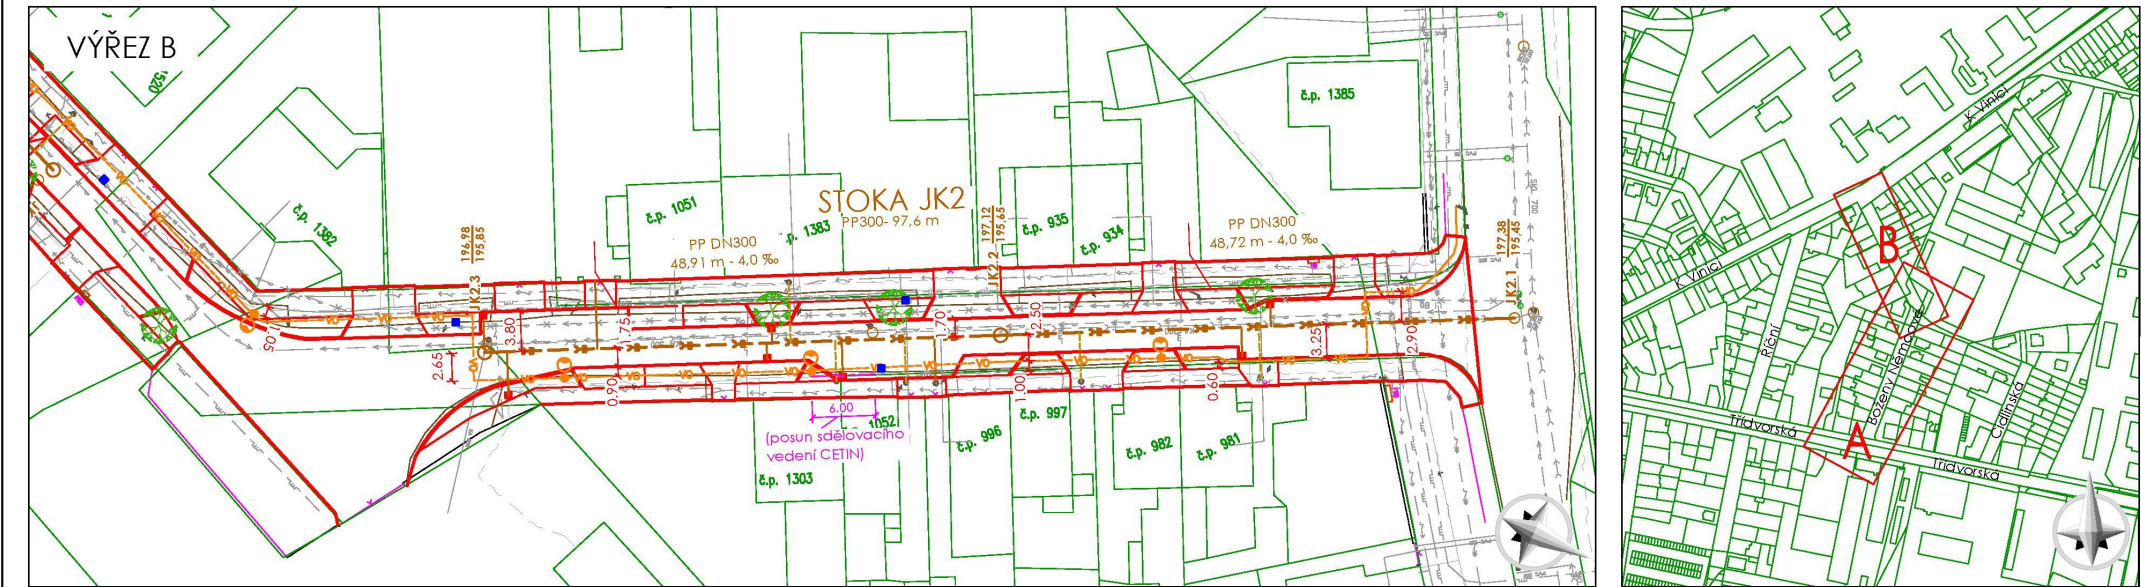 VÝŘEZ B
č.p. 1382
č.p. 1051
č.p. 1385
STOKA JK2
PP300- 97,6 m
.p. 1383
PP DN300
48,91 m - 4,0 ‰
č.p. 935
č.p. 934
PP DN300
48,72 m - 4,0 ‰
196,98
195,85
JK2.3
197,12
195,65
JK2.2
197,38
195,45
JK2.1
1,05
2,65
3,80
1,75
0,90
1,70
2,50
1,00
0,60
3,25
2,90
VO
6,00
(posun sdělovacího
vedení CETIN)
1052
č.p. 1303
č.p. 996
č.p. 997
č.p. 982
č.p. 981
K Vinici
K Vinici
B
Říční
Boženy Němcové
Cidlinská
Třídvorská
A
Třídvorská